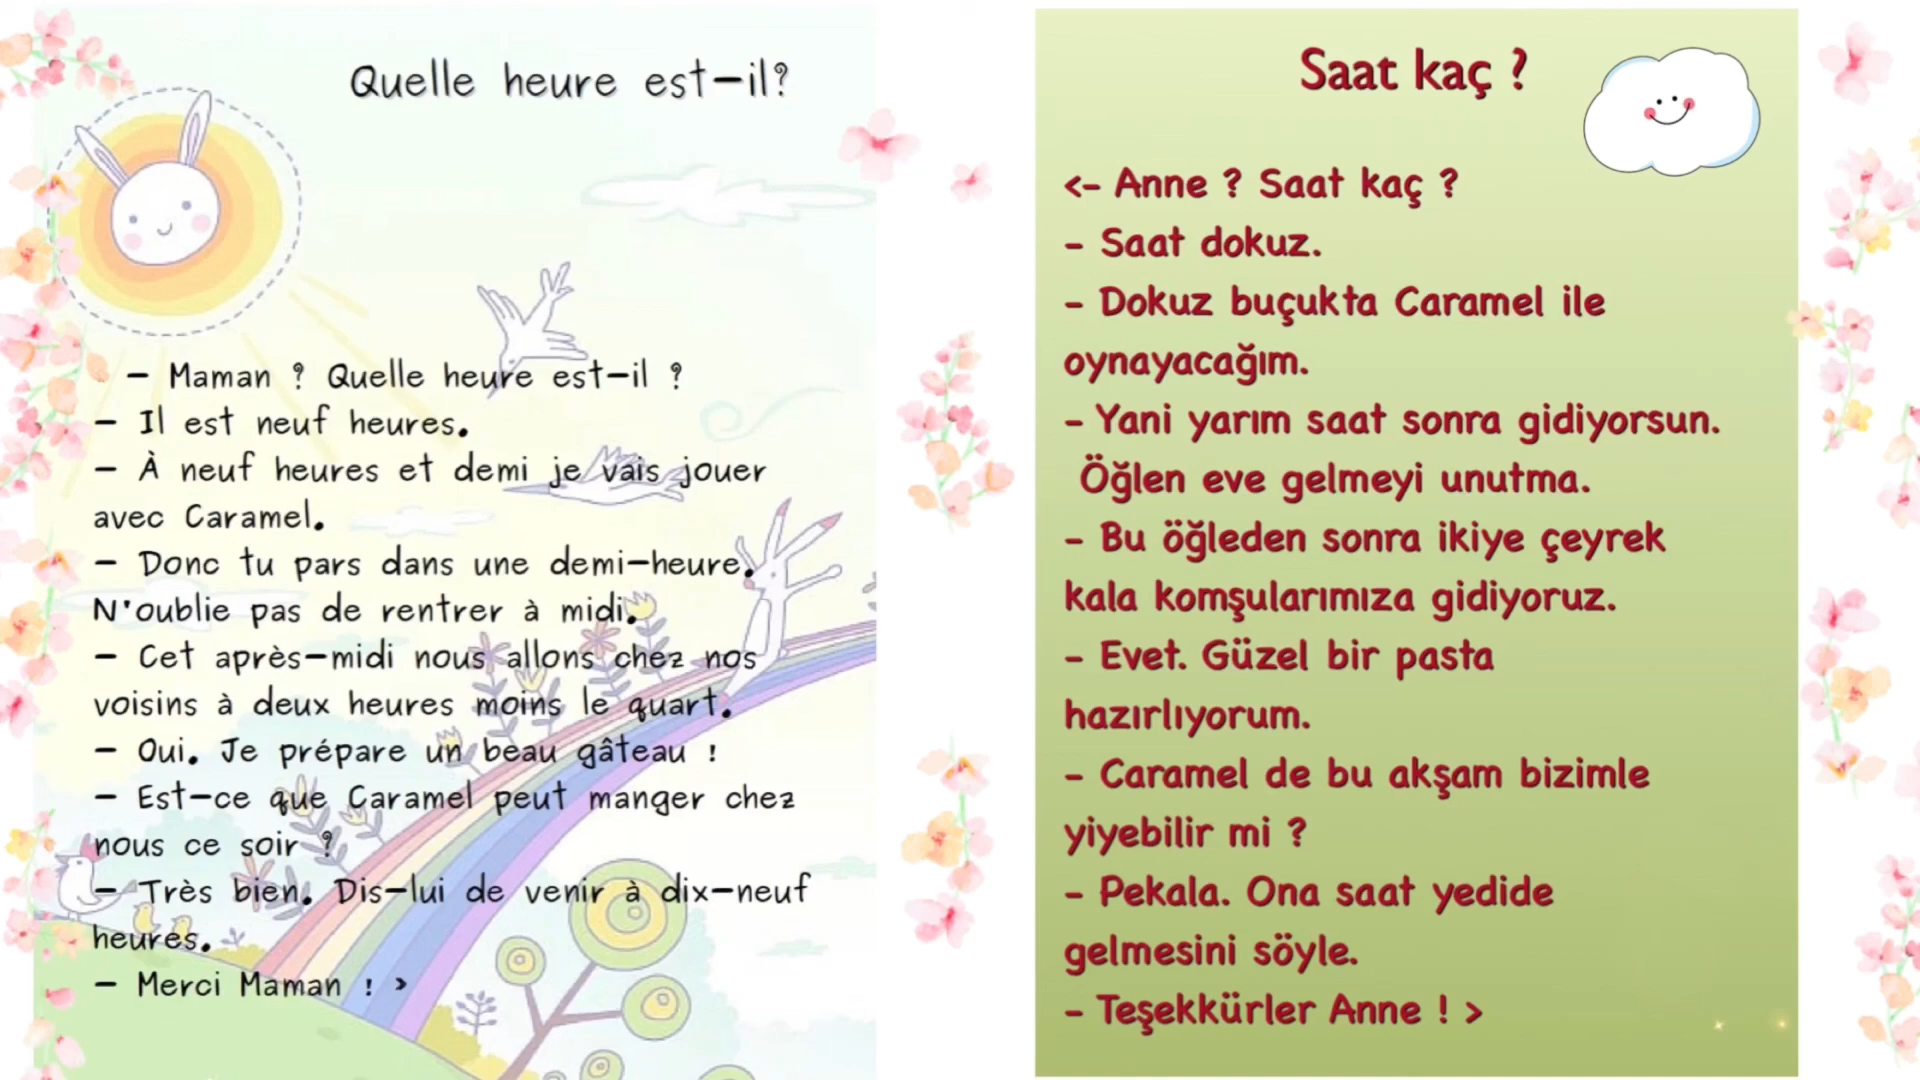 Quelle heure est-il?
- Maman ? Quelle heure est-il ?
- Il est neuf heures.
- À neuf heures et demi je vais jouer
avec Caramel.
- Donc tu pars dans une demi-heure.
N'oublie pas de rentrer à midi.
- Cet après-midi nous allons chez nos
voisins à deux heures moins le quart.
- Oui. Je prépare un beau gâteau !
- Est-ce que Caramel peut manger chez
nous ce soir ?
- Très bien. Dis-lui de venir à dix-neuf
heures.
- Merci Maman ! >
Saat kaç ?
<- Anne ? Saat kaç ?
- Saat dokuz.
- Dokuz buçukta Caramel ile
oynayacağım.
- Yani yarım saat sonra gidiyorsun.
Öğlen eve gelmeyi unutma.
- Bu öğleden sonra ikiye çeyrek
kala komşularımıza gidiyoruz.
- Evet. Güzel bir pasta
hazırlıyorum.
- Caramel de bu akşam bizimle
yiyebilir mi ?
- Pekala. Ona saat yedide
gelmesini söyle.
- Teşekkürler Anne ! >